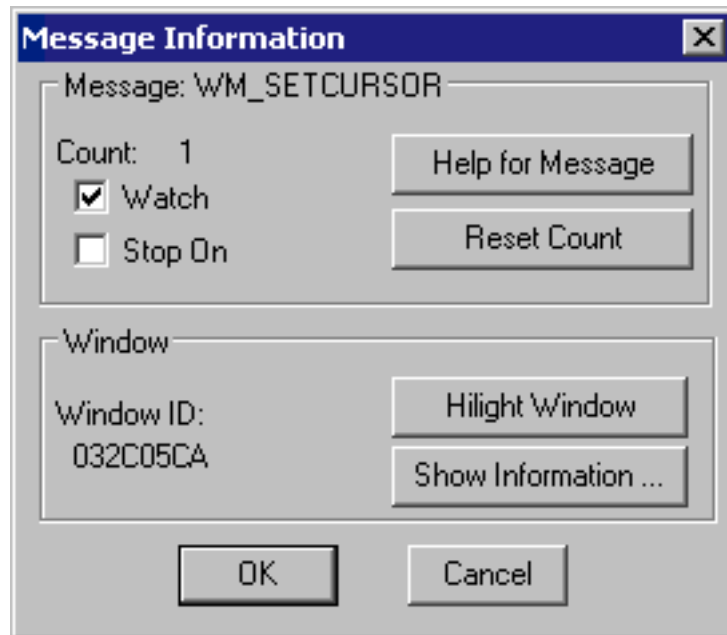 Message Information
Message: WM_SETCURSOR
Count: 1
Help for Message
Watch
Reset Count
Stop On
Window
Hilight Window
Window ID:
032C05CA
Show Information ...
OK
Cancel